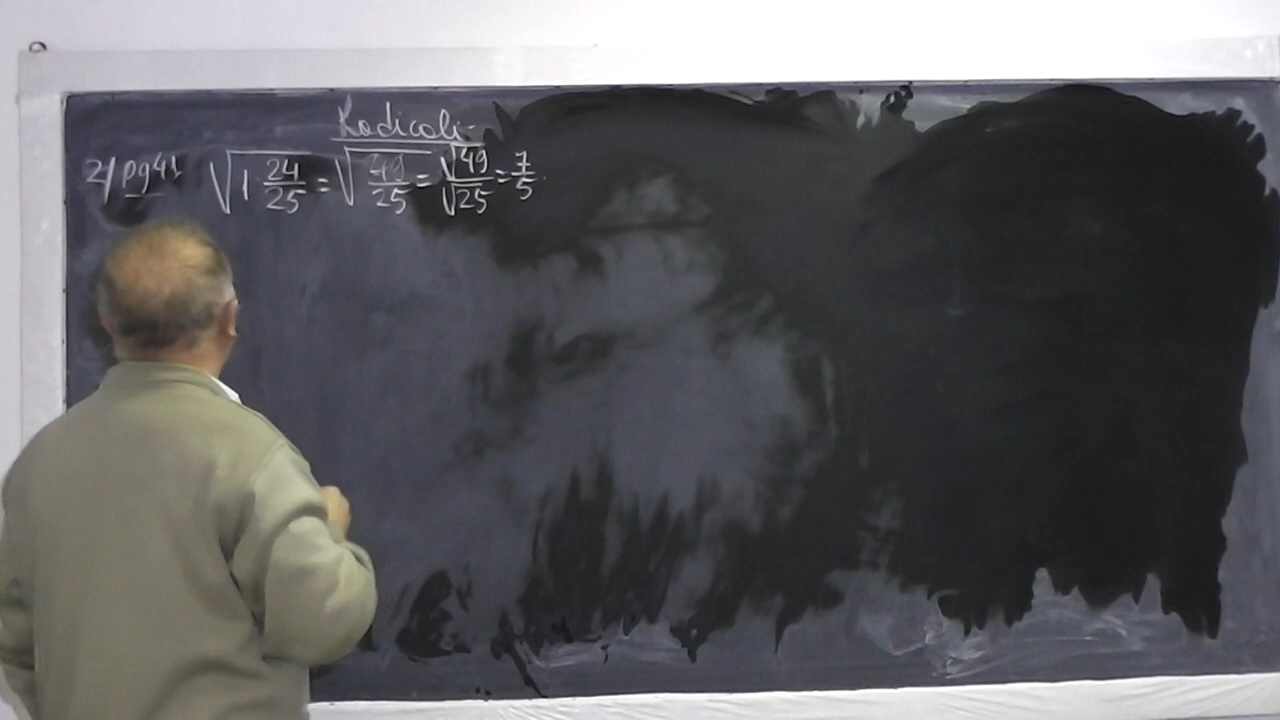 Radicali
2/ pg41 √(1 24/25) = √(49/25) = √49/√25 = 7/5.